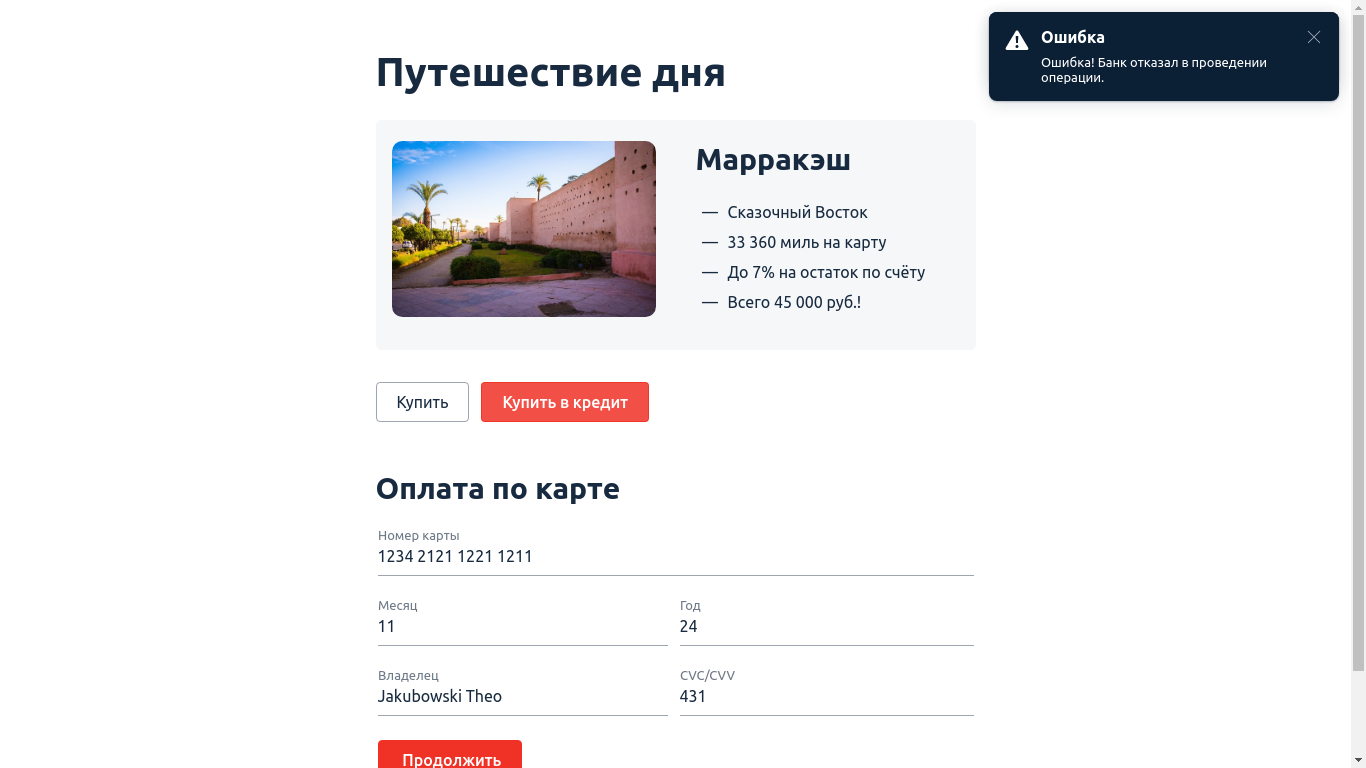 Ошибка
Ошибка! Банк отказал в проведении
операции.
Путешествие дня
Марракэш
— Сказочный Восток
— 33 360 миль на карту
— До 7% на остаток по счёту
— Всего 45 000 руб.!
Купить
Купить в кредит
Оплата по карте
Номер карты
1234 2121 1221 1211
Месяц
Год
11
24
Владелец
CVC/CVV
Jakubowski Theo
431
Продолжить